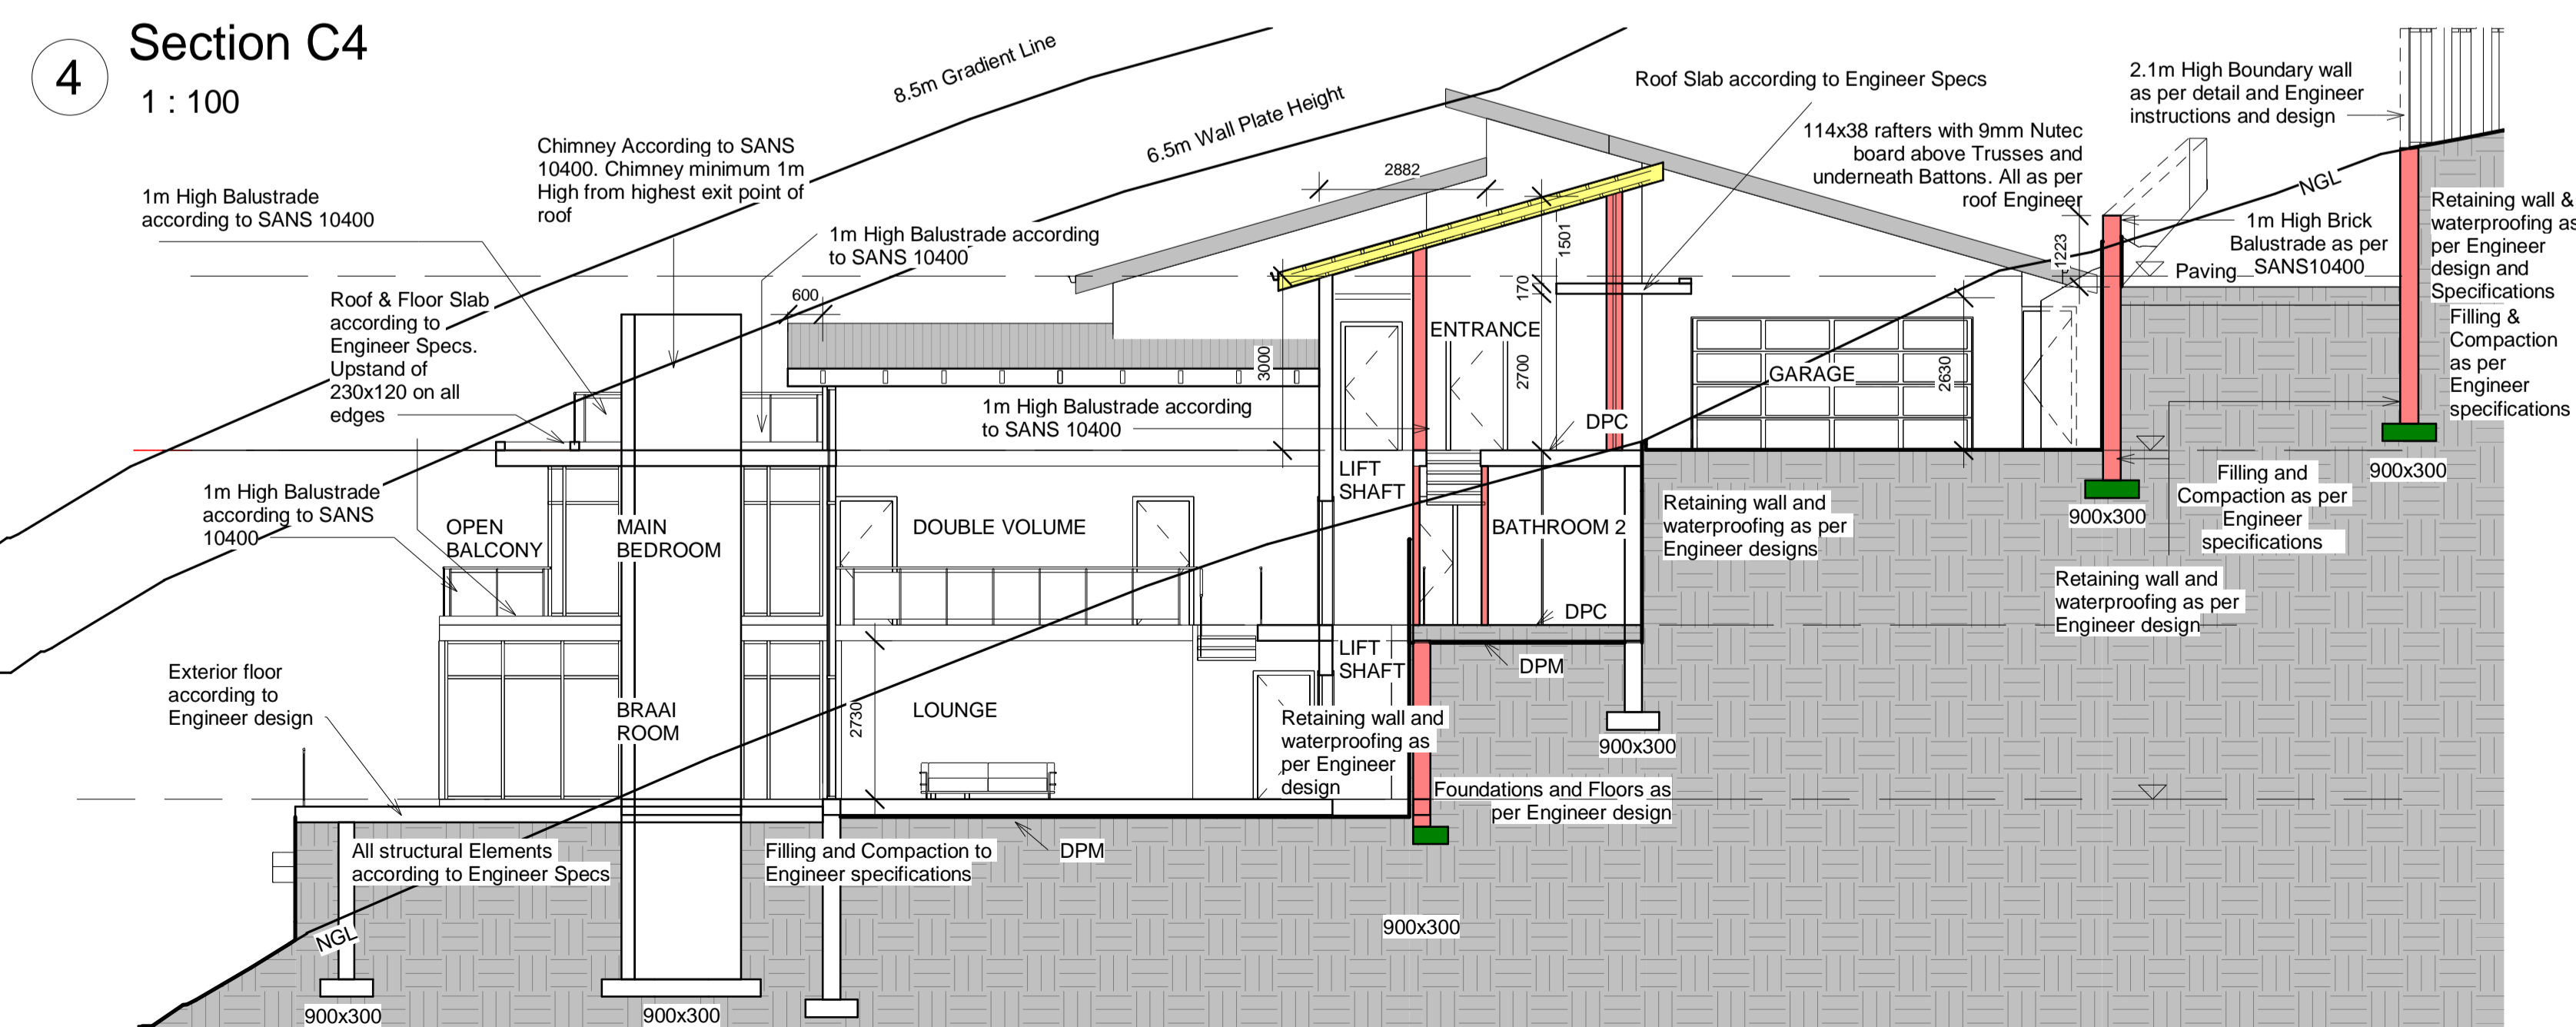 4
Section C4
1 : 100
8.5m Gradient Line
6.5m Wall Plate Height
Chimney According to SANS
10400. Chimney minimum 1m
High from highest exit point of
roof
1m High Balustrade
according to SANS 10400
1m High Balustrade according
to SANS 10400
Roof & Floor Slab
according to
Engineer Specs.
Upstand of
230x120 on all
edges
600
2882
Roof Slab according to Engineer Specs
114x38 rafters with 9mm Nutec
board above Trusses and
underneath Battons. All as per
roof Engineer
2.1m High Boundary wall
as per detail and Engineer
instructions and design
NGL
Retaining wall &
waterproofing as
per Engineer
design and
Specifications
Filling &
Compaction
as per
Engineer
specifications
1m High Brick
Balustrade as per
SANS10400
Paving
1223
1501
170
2700
3000
ENTRANCE
GARAGE
2630
1m High Balustrade according
to SANS 10400
DPC
LIFT
SHAFT
900x300
900x300
Filling and
Compaction as per
Engineer
specifications
Retaining wall and
waterproofing as per
Engineer designs
1m High Balustrade
according to SANS
10400
OPEN
BALCONY
MAIN
BEDROOM
DOUBLE VOLUME
BATHROOM 2
Retaining wall and
waterproofing as per
Engineer design
DPC
LIFT
SHAFT
DPM
Exterior floor
according to
Engineer design
BRAAI
ROOM
2730
LOUNGE
Retaining wall and
waterproofing as
per Engineer
design
900x300
Foundations and Floors as
per Engineer design
All structural Elements
according to Engineer Specs
Filling and Compaction to
Engineer specifications
DPM
NGL
900x300
900x300
900x300